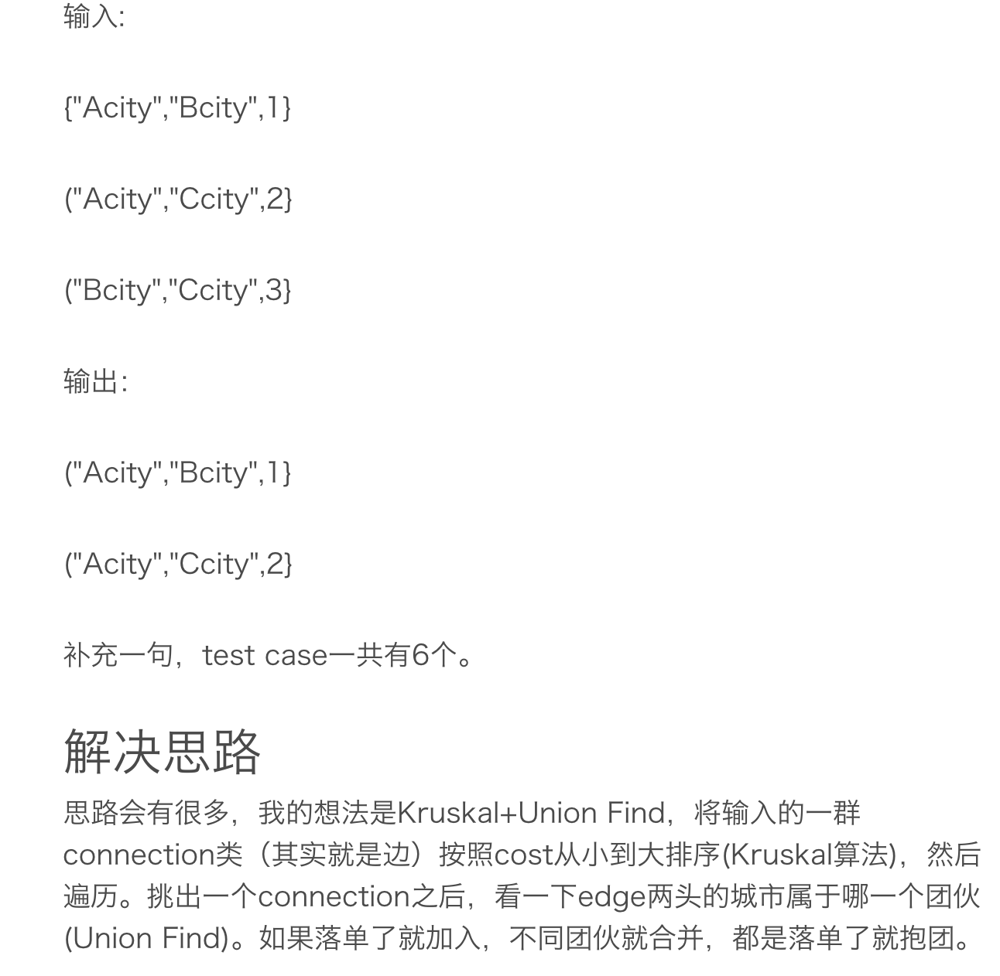 输入:
{"Acity","Bcity",1}
("Acity","Ccity",2}
("Bcity","Ccity",3}
输出：
("Acity","Bcity",1}
("Acity","Ccity",2}
补充一句，test case一共有6个。
解决思路
思路会有很多，我的想法是Kruskal+Union Find，将输入的一群
connection类（其实就是边）按照cost从小到大排序(Kruskal算法)，然后
遍历。挑出一个connection之后，看一下edge两头的城市属于哪一个团伙
(Union Find)。如果落单了就加入，不同团伙就合并，都是落单了就抱团。